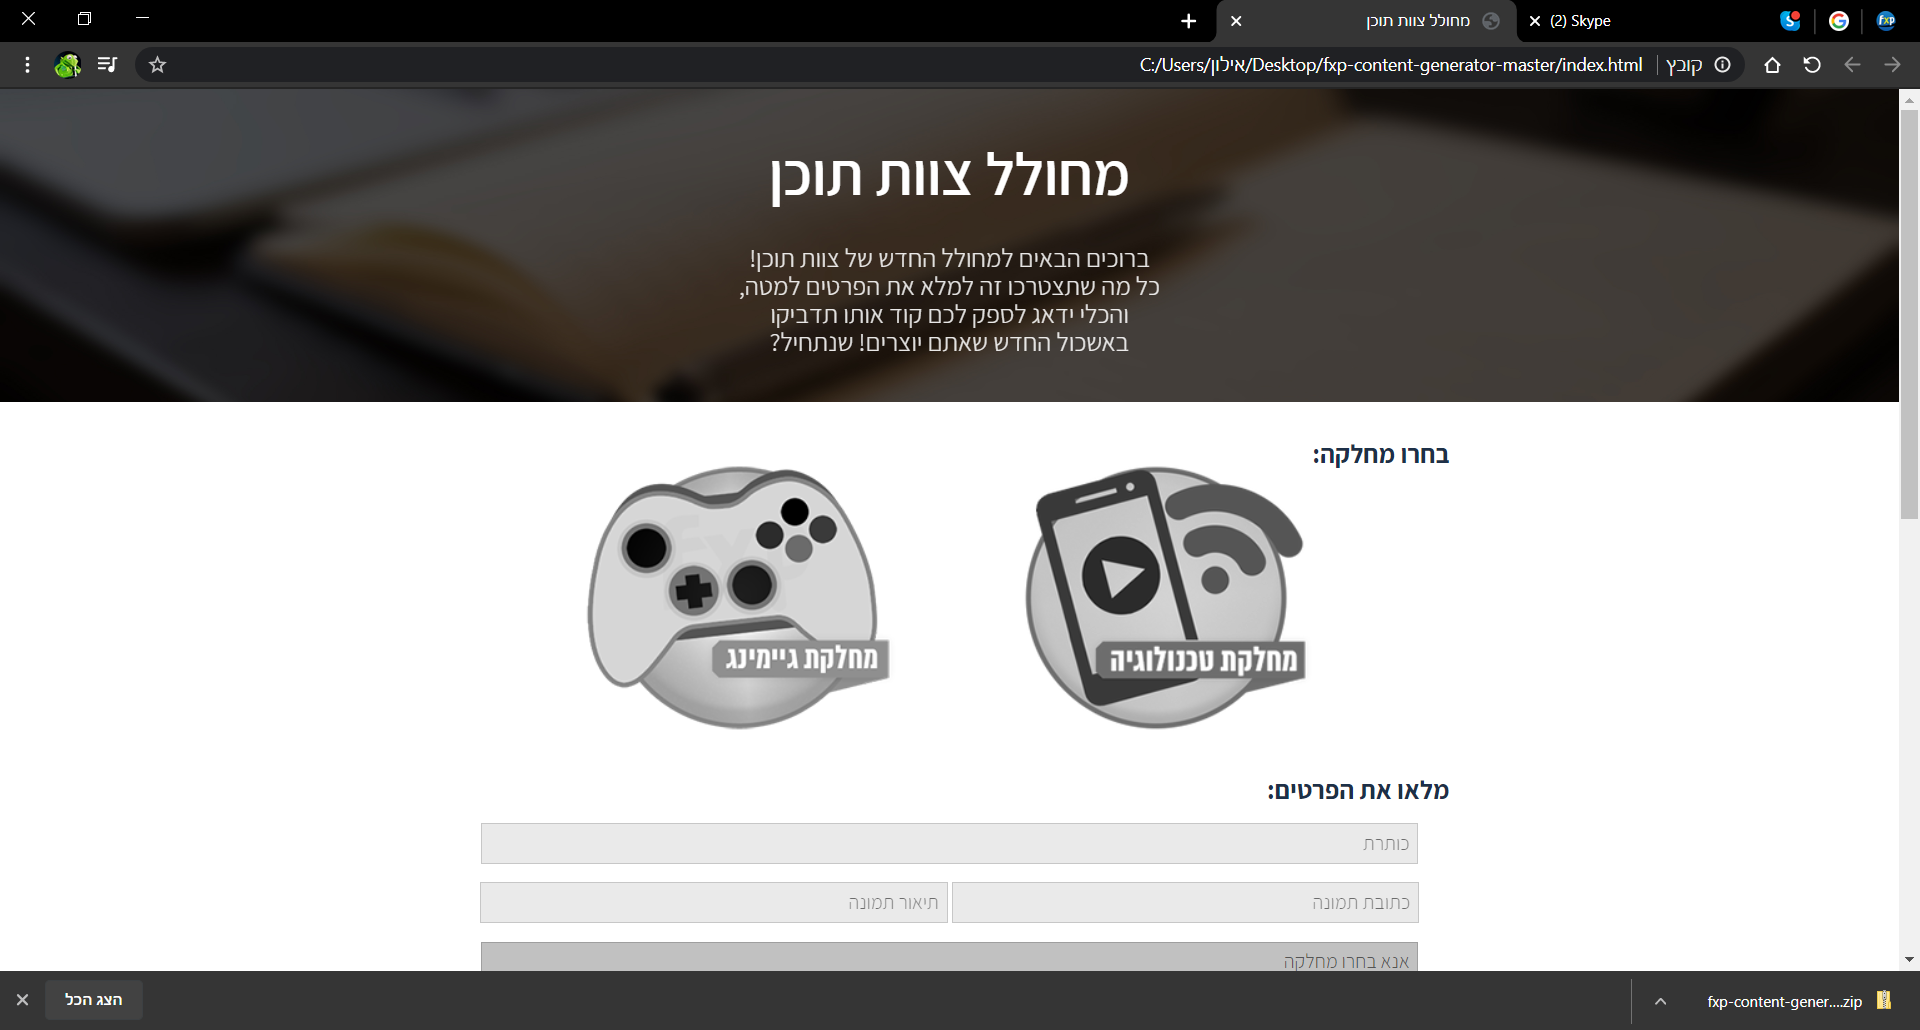 (2) Skype
מחולל צוות תוכן
קובץ
C:/Users/אילון/Desktop/fxp-content-generator-master/index.html
מחולל צוות תוכן
ברוכים הבאים למחולל החדש של צוות תוכן!
כל מה שתצטרכו זה למלא את הפרטים למטה,
והכלי ידאג לספק לכם קוד אותו תדביקו
באשכול החדש שאתם יוצרים! שנתחיל?
בחרו מחלקה:
מחלקת טכנולוגיה
מחלקת גיימינג
מלאו את הפרטים:
כותרת
כתובת תמונה
תיאור תמונה
אנא בחרו מחלקה
fxp-content-gener....zip
הצג הכל